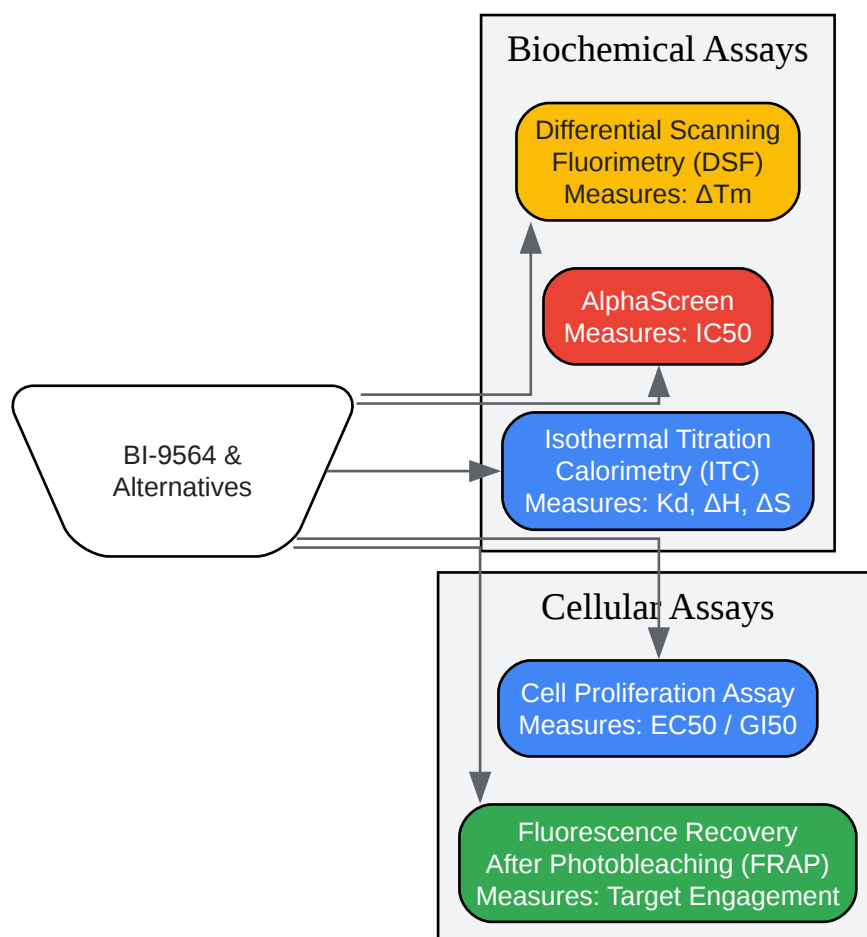 Biochemical Assays
Differential Scanning
Fluorimetry (DSF)
Measures: ΔTm
AlphaScreen
Measures: IC50
Isothermal Titration
Calorimetry (ITC)
Measures: Kd, ΔH, ΔS
BI-9564 &
Alternatives
Cellular Assays
Cell Proliferation Assay
Measures: EC50 / GI50
Fluorescence Recovery
After Photobleaching (FRAP)
Measures: Target Engagement